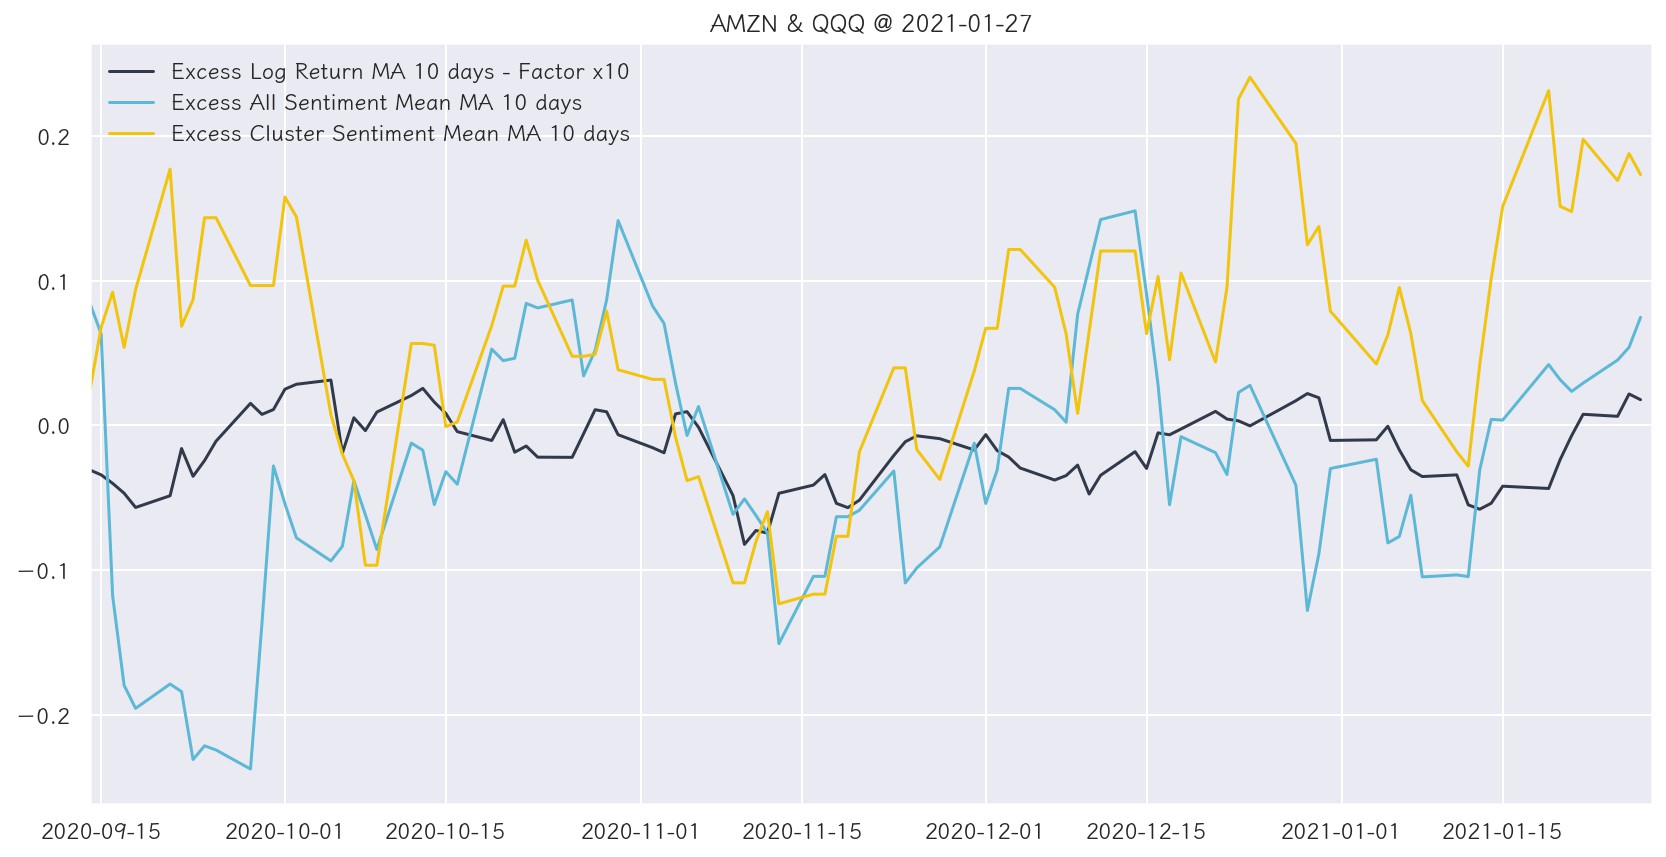 AMZN & QQQ @ 2021-01-27
Excess Log Return MA 10 days - Factor x10
Excess All Sentiment Mean MA 10 days
Excess Cluster Sentiment Mean MA 10 days
0.2
0.1
0.0
−0.1
−0.2
2020-09-15 2020-10-01 2020-10-15 2020-11-01 2020-11-15 2020-12-01 2020-12-15 2021-01-01 2021-01-15